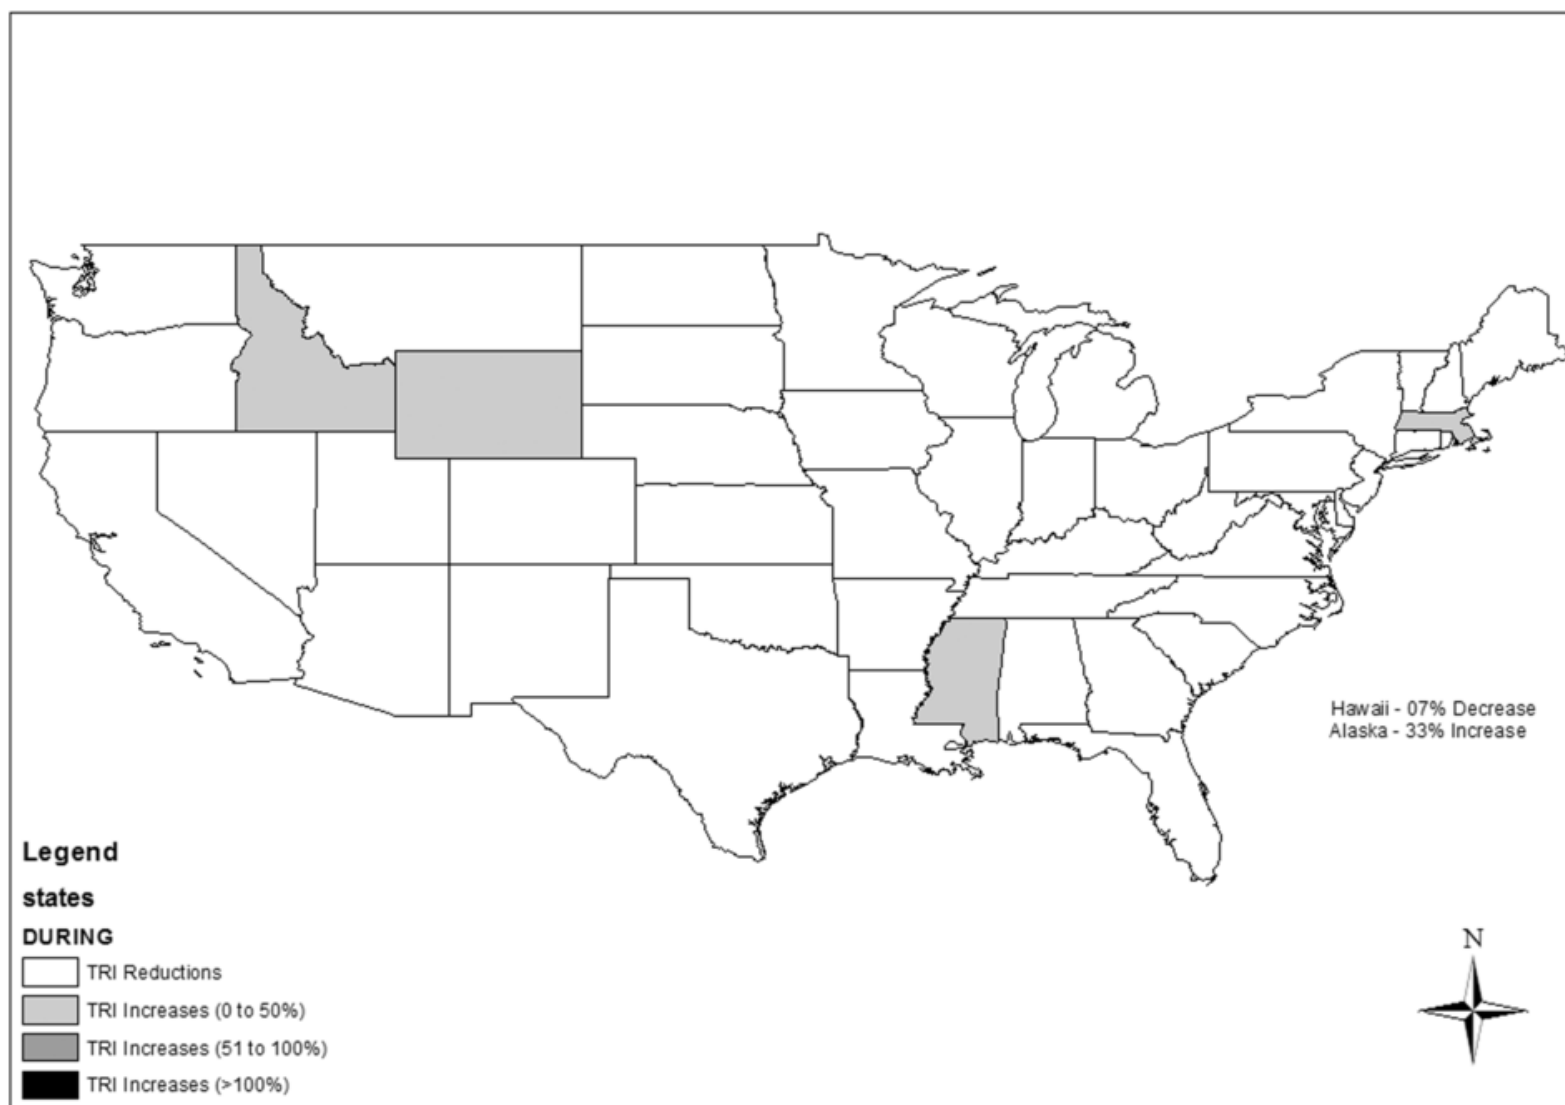 Hawaii - 07% Decrease
Alaska - 33% Increase
Legend
states
DURING
TRI Reductions
TRI Increases (0 to 50%)
TRI Increases (51 to 100%)
TRI Increases (>100%)
N